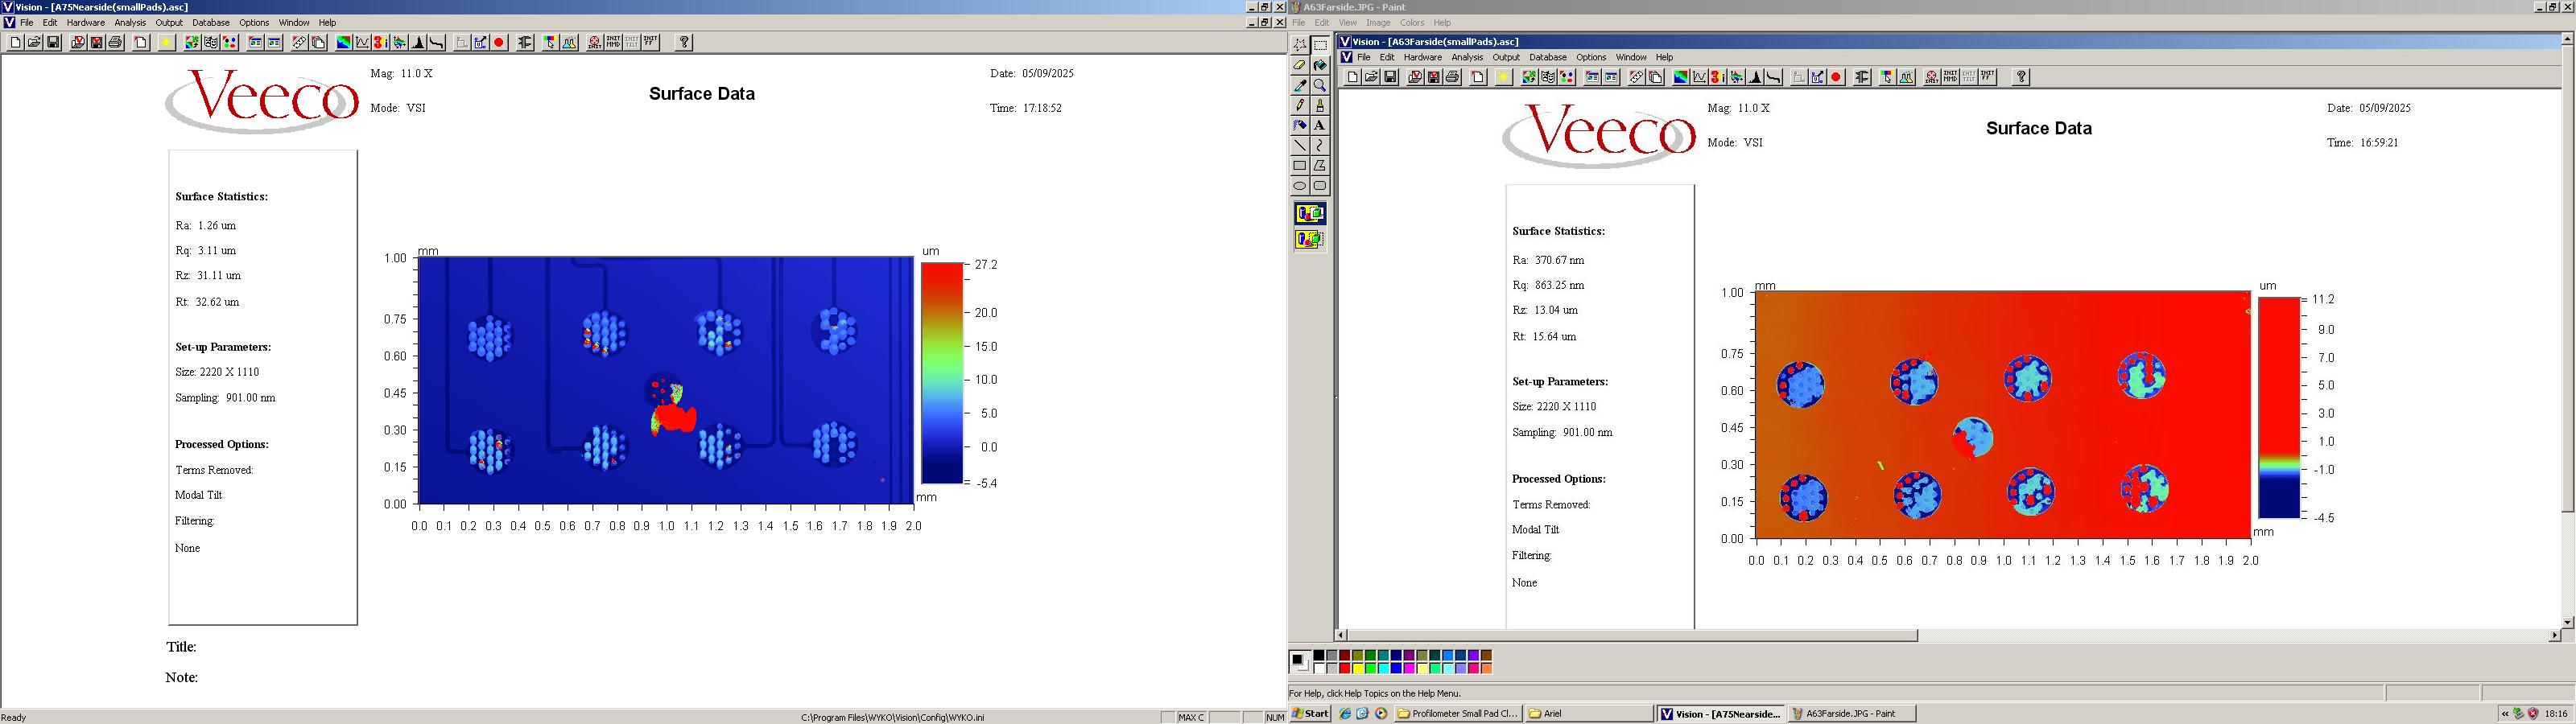 Vision - [A75Nearside(smallPads).asc]
File Edit Hardware Analysis Output Database Options Window Help
Veeco
Mag: 11.0 X
Mode: VSI
Surface Data
Date: 05/09/2025
Time: 17:18:52
Surface Statistics:
Ra: 1.26 um
Rq: 3.11 um
Rz: 31.11 um
Rt: 32.62 um
Set-up Parameters:
Size: 2220 X 1110
Sampling: 901.00 nm
Processed Options:
Terms Removed:
Modal Tilt
Filtering:
None
mm
1.00
0.75
0.60
0.45
0.30
0.15
0.00
0.0 0.1 0.2 0.3 0.4 0.5 0.6 0.7 0.8 0.9 1.0 1.1 1.2 1.3 1.4 1.5 1.6 1.7 1.8 2.0
mm
um
27.2
20.0
15.0
10.0
5.0
0.0
-5.4
Title:
Note:
Ready
C:\Program Files\WYKO\Vision\Config\WYKO.ini
MAX C
NUM
A63Farside.JPG - Paint
File Edit View Image Colors Help
Vision - [A63Farside(smallPads).asc]
File Edit Hardware Analysis Output Database Options Window Help
Veeco
Mag: 11.0 X
Mode: VSI
Surface Data
Date: 05/09/2025
Time: 16:59:21
Surface Statistics:
Ra: 370.67 nm
Rq: 863.25 nm
Rz: 13.04 um
Rt: 15.64 um
Set-up Parameters:
Size: 2220 X 1110
Sampling: 901.00 nm
Processed Options:
Terms Removed:
Modal Tilt
Filtering:
None
mm
1.00
0.75
0.60
0.45
0.30
0.15
0.00
0.0 0.1 0.2 0.3 0.4 0.5 0.6 0.7 0.8 0.9 1.0 1.1 1.2 1.3 1.4 1.5 1.6 1.7 1.8 2.0
mm
um
11.2
9.0
7.0
5.0
3.0
1.0
-1.0
-4.5
For Help, click Help Topics on the Help Menu.
Start
Profilometer Small Pad Cl...
Ariel
Vision - [A75Nearside...
A63Farside.JPG - Paint
18:16